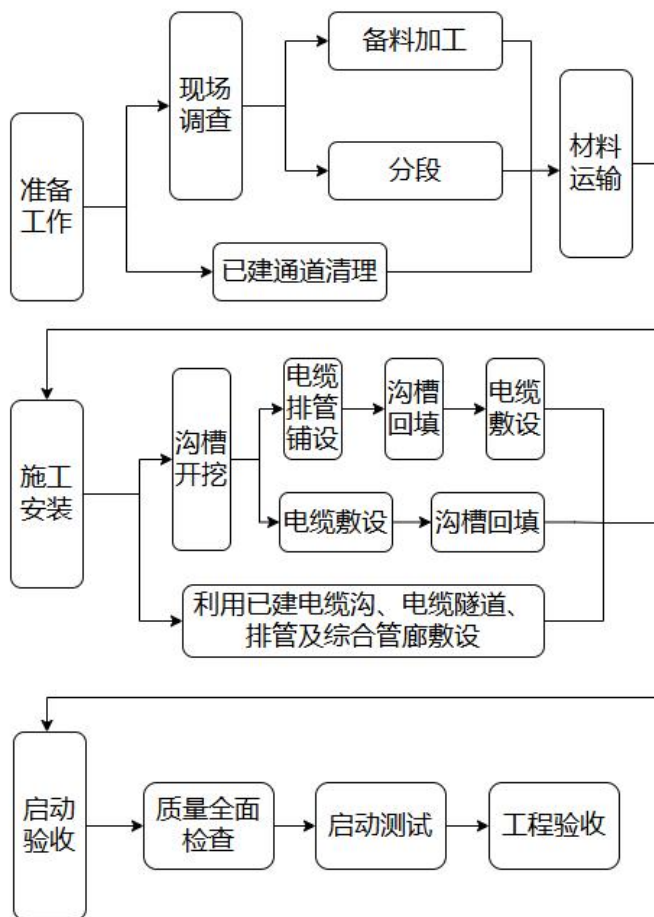 准备
工作
现场
调查
备料加工
分段
已建通道清理
材料
运输
施工
安装
沟槽
开挖
电缆
排管
铺设
沟槽
回填
电缆
敷设
电缆敷设
沟槽回填
利用已建电缆沟、电缆隧道、
排管及综合管廊敷设
启动
验收
质量全面
检查
启动测试
工程验收